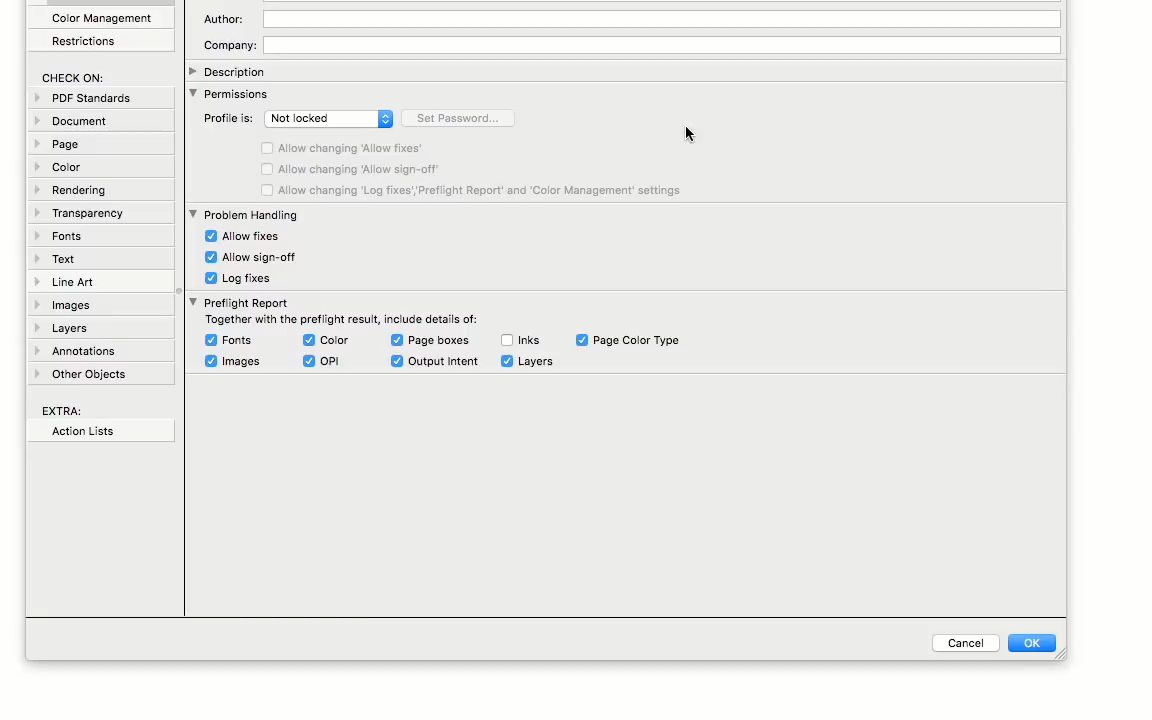 Color Management
Restrictions
CHECK ON:
PDF Standards
Document
Page
Color
Rendering
Transparency
Fonts
Text
Line Art
Images
Layers
Annotations
Other Objects
EXTRA:
Action Lists
Author:
Company:
Description
Permissions
Profile is: Not locked Set Password...
Allow changing 'Allow fixes'
Allow changing 'Allow sign-off'
Allow changing 'Log fixes','Preflight Report' and 'Color Management' settings
Problem Handling
Allow fixes
Allow sign-off
Log fixes
Preflight Report
Together with the preflight result, include details of:
Fonts Color Page boxes Inks Page Color Type
Images OPI Output Intent Layers
Cancel OK